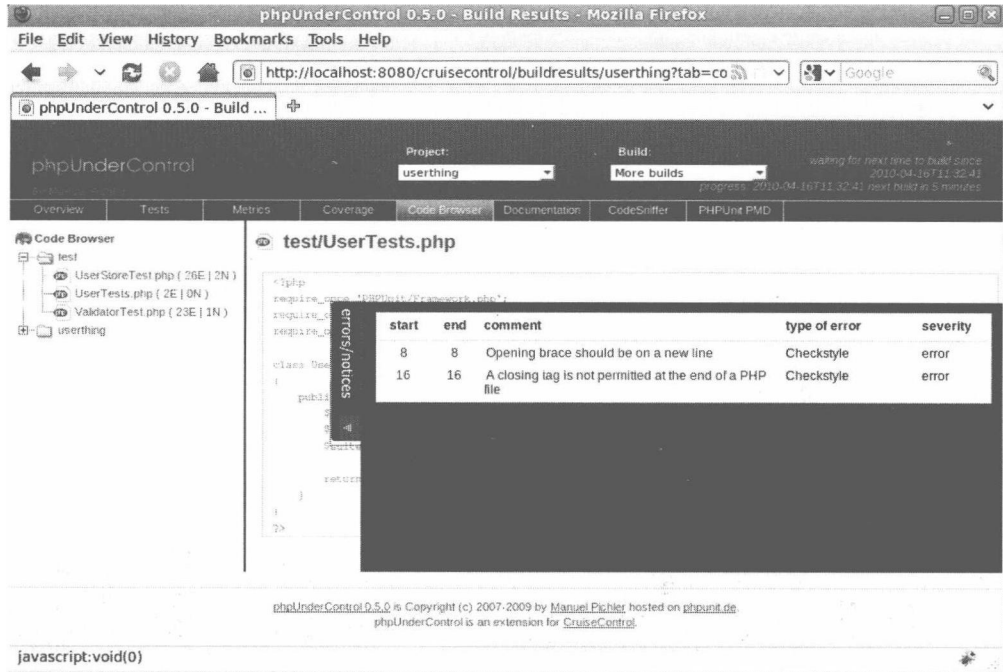 phpUnderControl 0.5.0 - Build Results - Mozilla Firefox
File Edit View History Bookmarks Tools Help
http://localhost:8080/cruisecontrol/buildresults/userthing?tab=co
Google
phpUnderControl 0.5.0 - Build ...
phpUnderControl
Project:
userthing
Build:
More builds
waiting for next time to build since
2010-04-16T11:32:41
progress: 2010-04-16T11:32:41 next build in 5 minutes
Overview Tests Metrics Coverage Code Browser Documentation CodeSniffer PHPUnit PMD
Code Browser
test
UserStoreTest.php ( 26E | 2N )
UserTests.php ( 2E | 0N )
ValidatorTest.php ( 23E | 1N )
userthing
test/UserTests.php
<?php
require_once 'PHPUnit/Framework.php';
class
{
publi
return
}
}
?>
errors/notices
start end comment type of error severity
8 8 Opening brace should be on a new line Checkstyle error
16 16 A closing tag is not permitted at the end of a PHP file Checkstyle error
phpUnderControl 0.5.0 is Copyright (c) 2007-2009 by Manuel Pichler hosted on phpunit.de.
phpUnderControl is an extension for CruiseControl.
javascript:void(0)